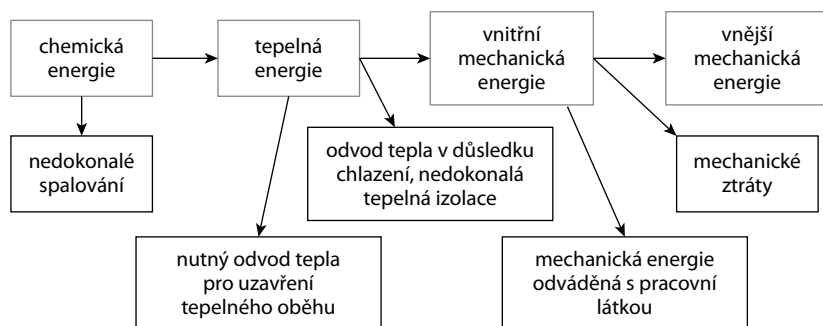 chemická
energie
tepelná
energie
vnitřní
mechanická
energie
vnější
mechanická
energie
nedokonalé
spalování
odvod tepla v důsledku
chlazení, nedokonalá
tepelná izolace
mechanické
ztráty
nutný odvod tepla
pro uzavření
tepelného oběhu
mechanická energie
odváděná s pracovní
látkou